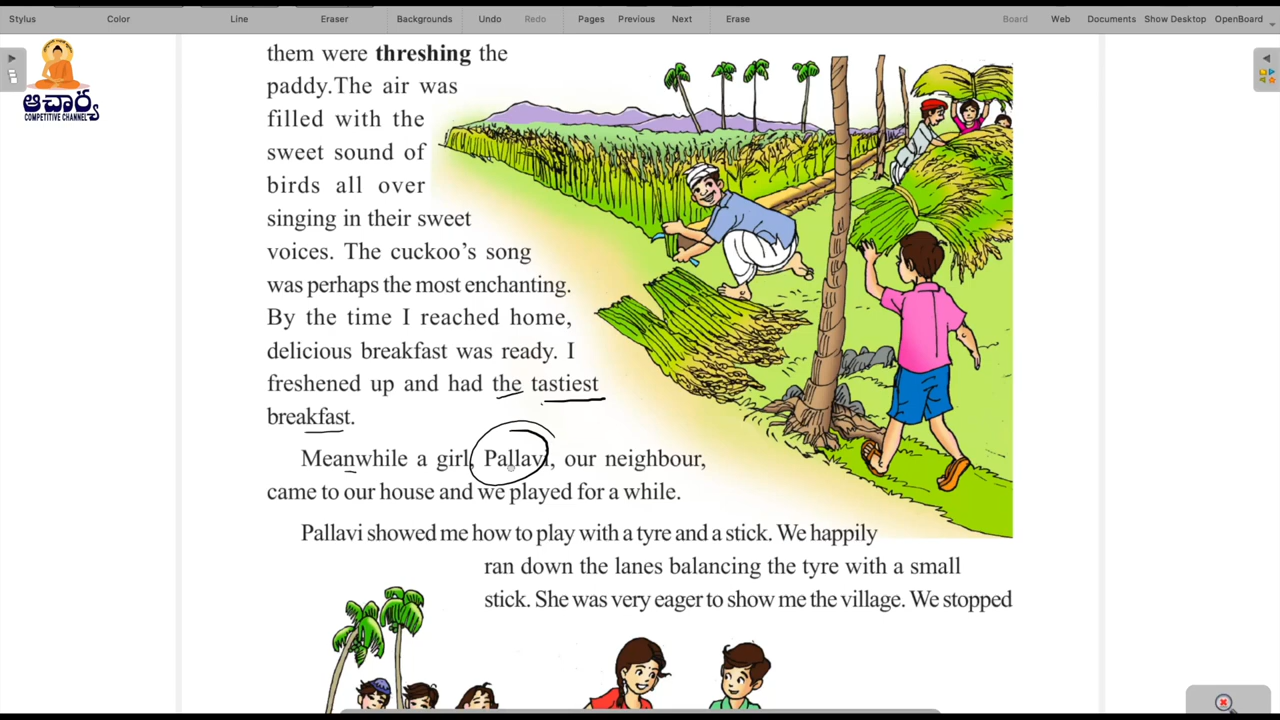 Stylus Color Line Eraser Backgrounds Undo Redo Pages Previous Next Erase Board Web Documents Show Desktop OpenBoard
ఆచార్య
COMPETITIVE CHANNEL
them were threshing the
paddy.The air was
filled with the
sweet sound of
birds all over
singing in their sweet
voices. The cuckoo's song
was perhaps the most enchanting.
By the time I reached home,
delicious breakfast was ready. I
freshened up and had the tastiest
breakfast.
Meanwhile a girl, Pallavi, our neighbour,
came to our house and we played for a while.
Pallavi showed me how to play with a tyre and a stick. We happily
ran down the lanes balancing the tyre with a small
stick. She was very eager to show me the village. We stopped